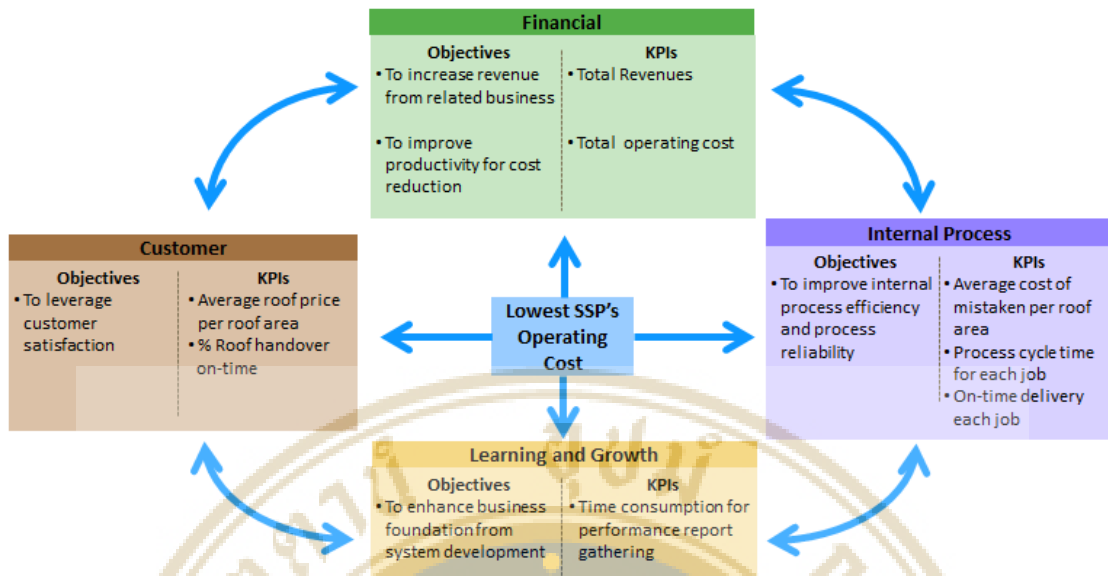 Financial
Objectives
• To increase revenue
from related business
• To improve
productivity for cost
reduction
KPIs
• Total Revenues
• Total operating cost
Customer
Objectives
• To leverage
customer
satisfaction
KPIs
• Average roof price
per roof area
• % Roof handover
on-time
Lowest SSP's
Operating
Cost
Internal Process
Objectives
• To improve internal
process efficiency
and process
reliability
KPIs
• Average cost of
mistaken per roof
area
• Process cycle time
for each job
• On-time delivery
each job
Learning and Growth
Objectives
• To enhance business
foundation from
system development
KPIs
• Time consumption for
performance report
gathering